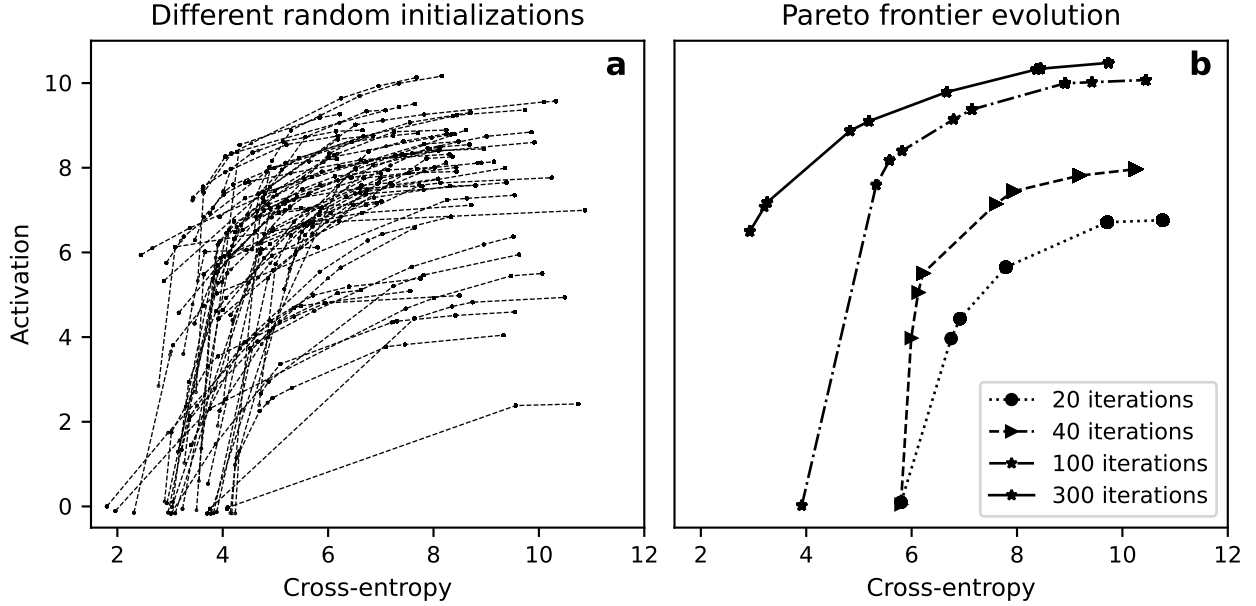 Different random initializations
a
10
8
6
4
2
0
Activation
2 4 6 8 10 12
Cross-entropy
Pareto frontier evolution
b
20 iterations
40 iterations
100 iterations
300 iterations
2 4 6 8 10 12
Cross-entropy